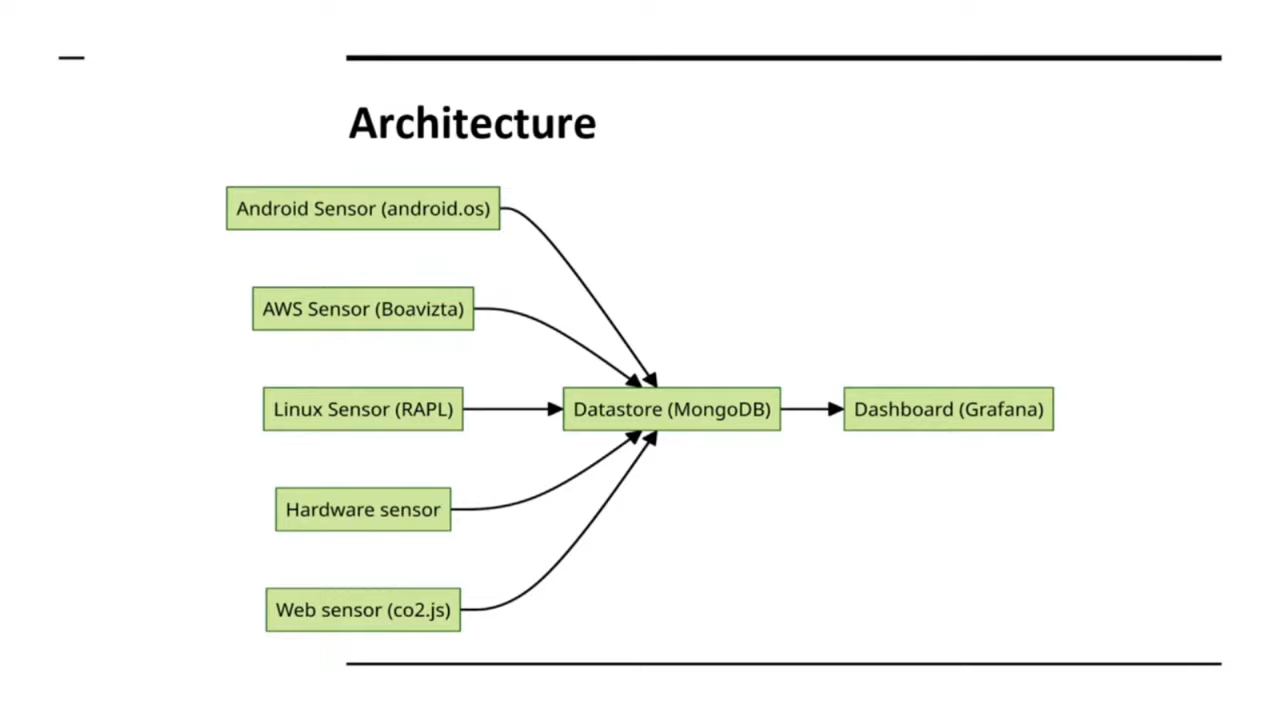 Architecture
Android Sensor (android.os)
AWS Sensor (Boavizta)
Linux Sensor (RAPL)
Datastore (MongoDB)
Dashboard (Grafana)
Hardware sensor
Web sensor (co2.js)